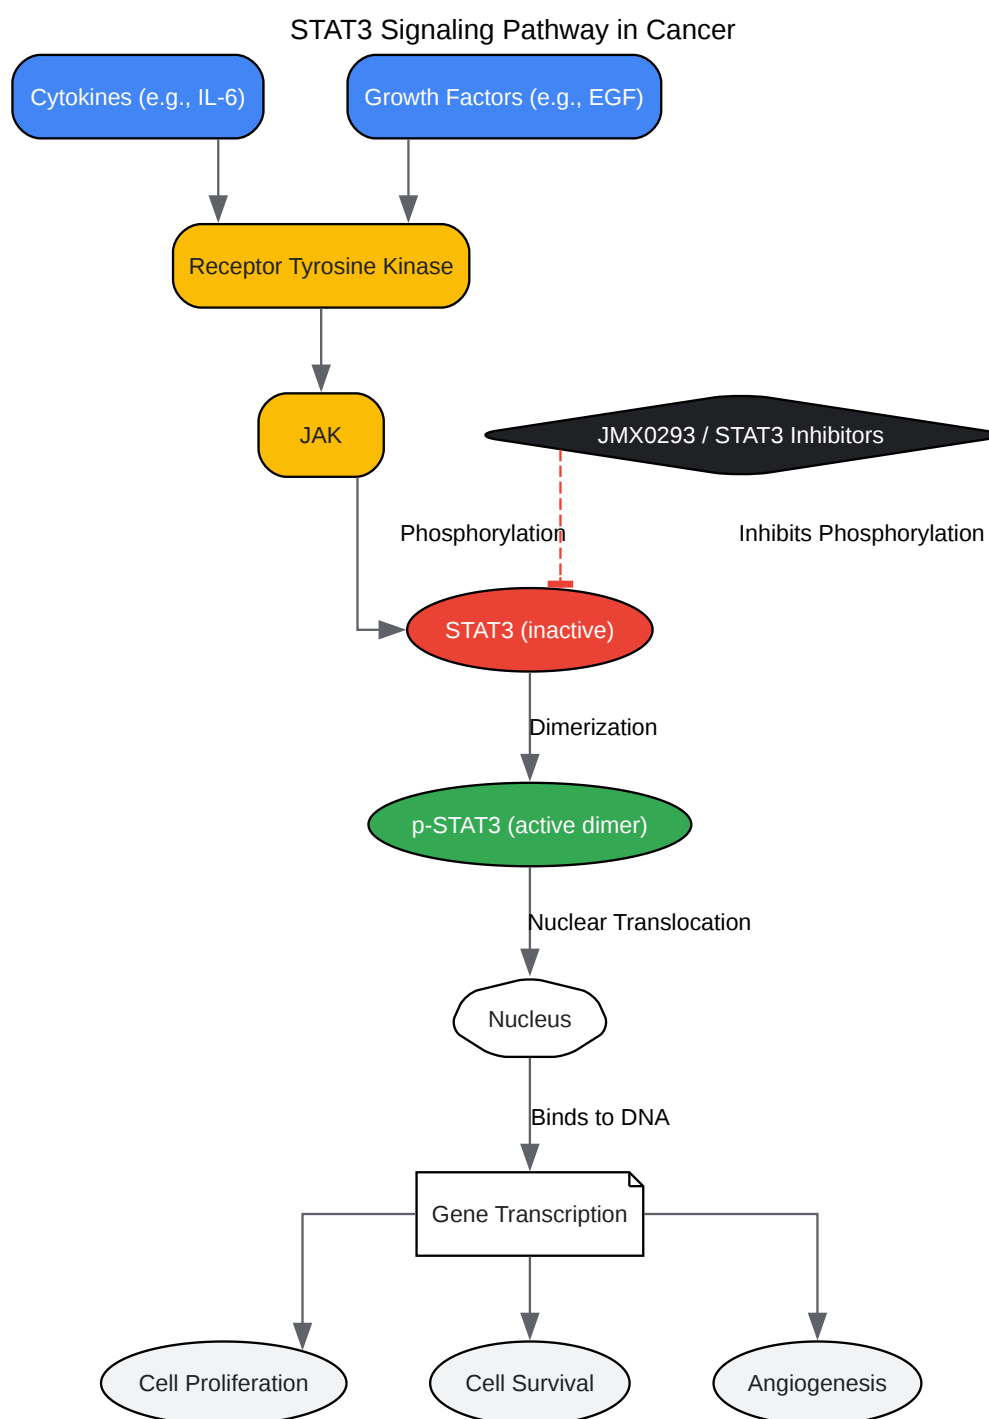 STAT3 Signaling Pathway in Cancer
Cytokines (e.g., IL-6)
Growth Factors (e.g., EGF)
Receptor Tyrosine Kinase
JAK
JMX0293 / STAT3 Inhibitors
Phosphorylation
Inhibits Phosphorylation
STAT3 (inactive)
Dimerization
p-STAT3 (active dimer)
Nuclear Translocation
Nucleus
Binds to DNA
Gene Transcription
Cell Proliferation
Cell Survival
Angiogenesis